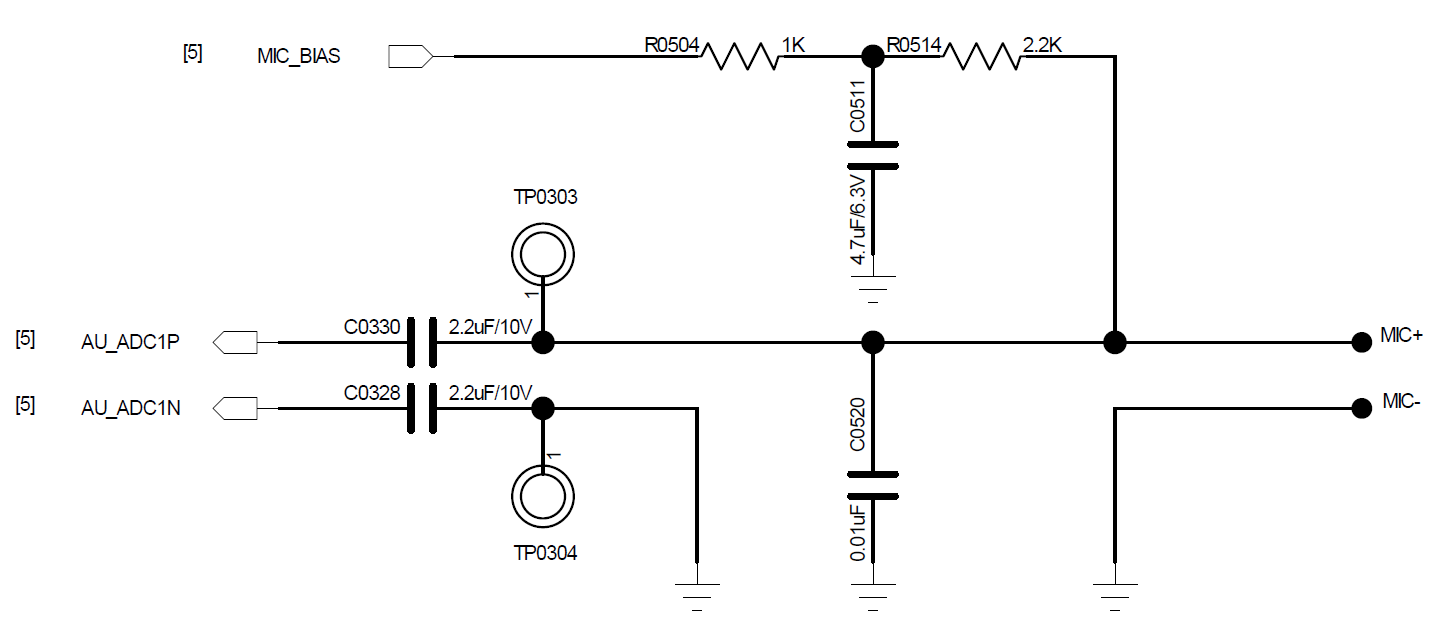 [5] MIC_BIAS R0504 1K R0514 2.2K
C0511
4.7uF/6.3V
TP0303
1
[5] AU_ADC1P C0330 2.2uF/10V MIC+
[5] AU_ADC1N C0328 2.2uF/10V MIC-
C0520
0.01uF
1
TP0304